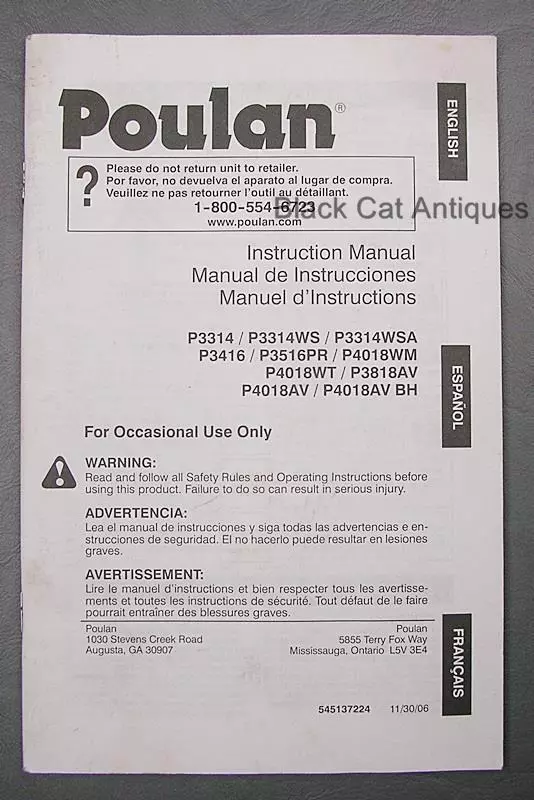 Poulan®
ENGLISH
?
Please do not return unit to retailer.
Por favor, no devuelva el aparato al lugar de compra.
Veuillez ne pas retourner l'outil au détaillant.
1-800-554-6723
www.poulan.com
Black Cat Antiques
Instruction Manual
Manual de Instrucciones
Manuel d'Instructions
P3314 / P3314WS / P3314WSA
P3416 / P3516PR / P4018WM
P4018WT / P3818AV
P4018AV / P4018AV BH
ESPAÑOL
For Occasional Use Only
WARNING:
Read and follow all Safety Rules and Operating Instructions before
using this product. Failure to do so can result in serious injury.
ADVERTENCIA:
Lea el manual de instrucciones y siga todas las advertencias e en-
strucciones de seguridad. El no hacerlo puede resultar en lesiones
graves.
AVERTISSEMENT:
Lire le manual d'instructions et bien respecter tous les avertisse-
ments et toutes les instructions de sécurité. Tout défaut de le faire
pourrait entraîner des blessures graves.
Poulan
1030 Stevens Creek Road
Augusta, GA 30907
Poulan
5855 Terry Fox Way
Mississauga, Ontario L5V 3E4
FRANÇAIS
545137224 11/30/06